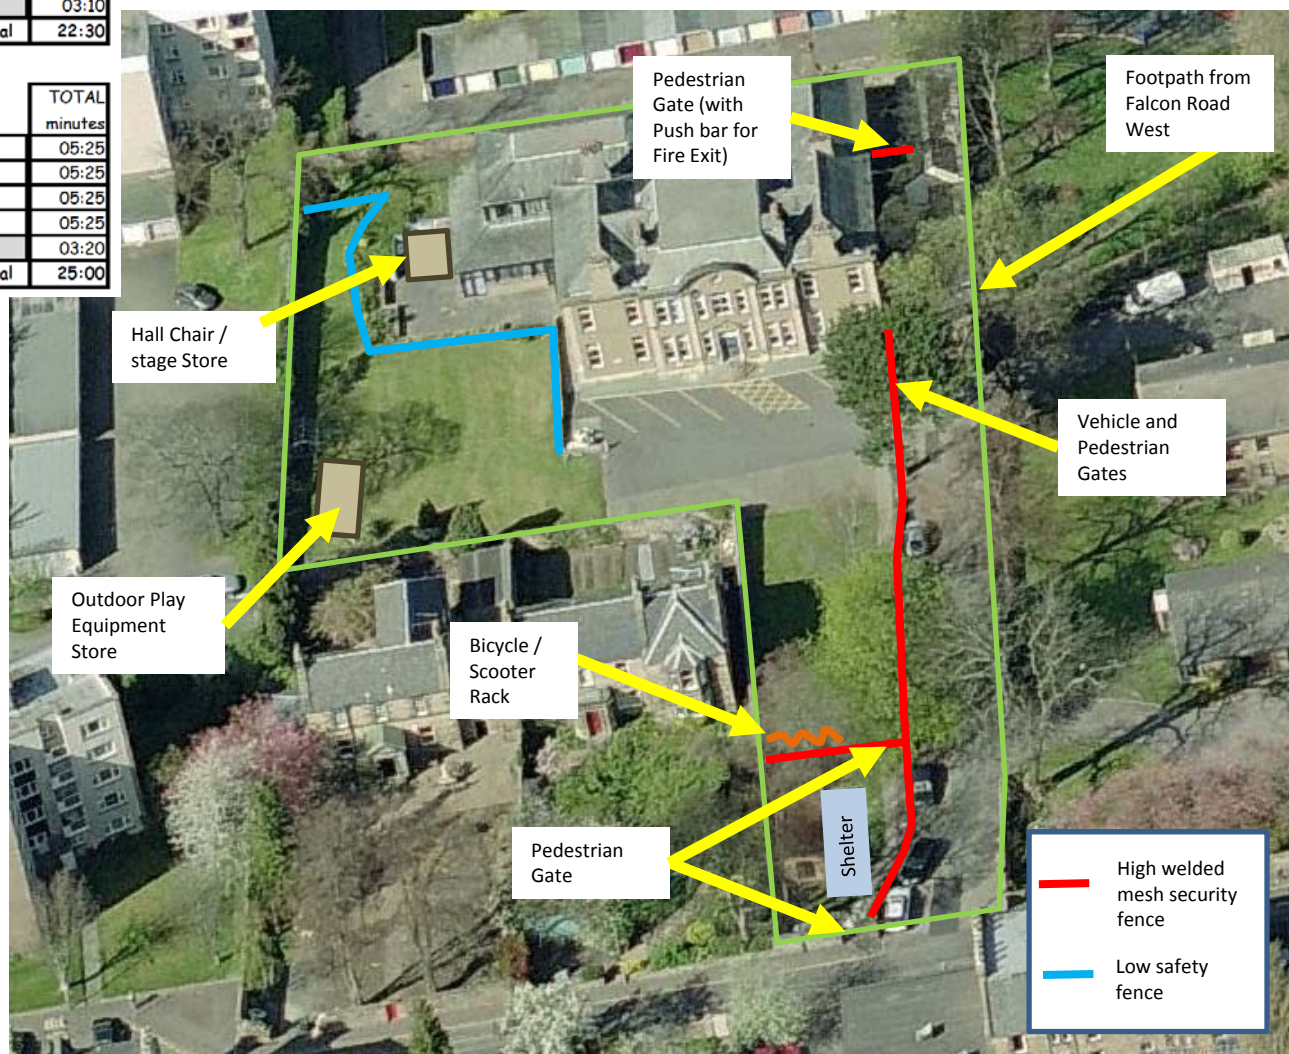 03:10
al 22:30
TOTAL
minutes
05:25
05:25
05:25
05:25
03:20
al 25:00
Pedestrian
Gate (with
Push bar for
Fire Exit)
Footpath from
Falcon Road
West
Hall Chair /
stage Store
Vehicle and
Pedestrian
Gates
Outdoor Play
Equipment
Store
Bicycle /
Scooter
Rack
Pedestrian
Gate
Shelter
High welded
mesh security
fence
Low safety
fence